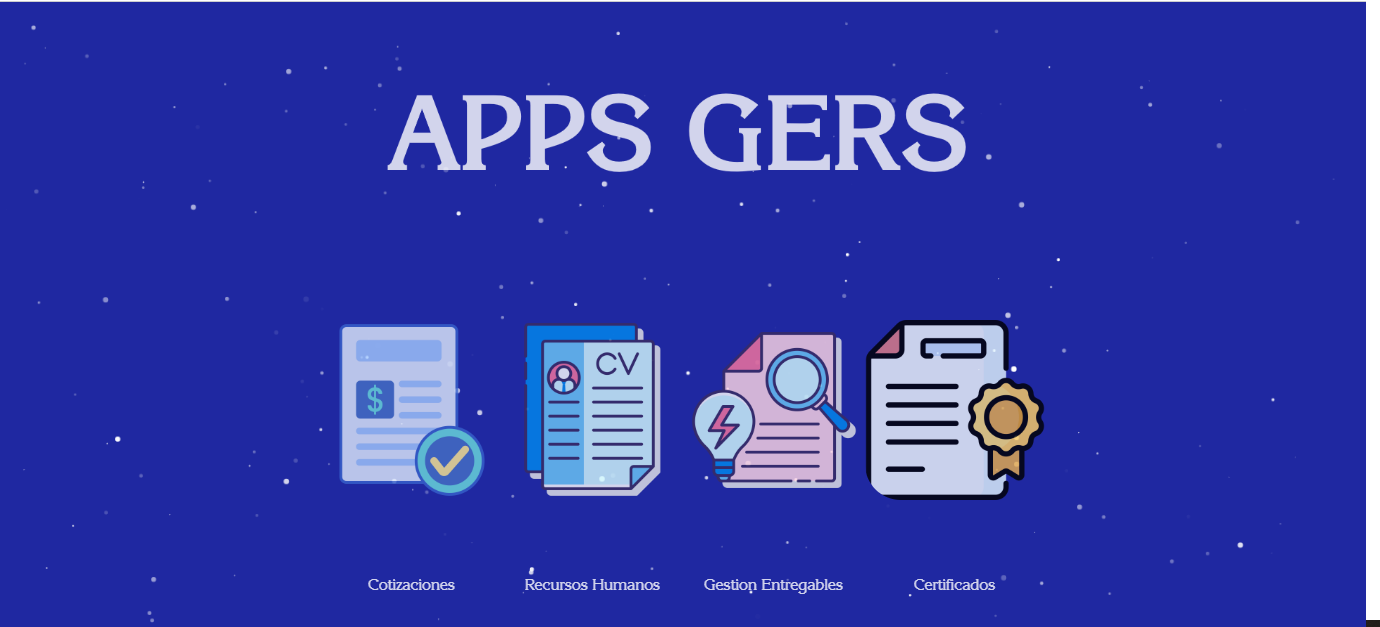 APPS GERS
$
CV
Cotizaciones
Recursos Humanos
Gestion Entregables
Certificados